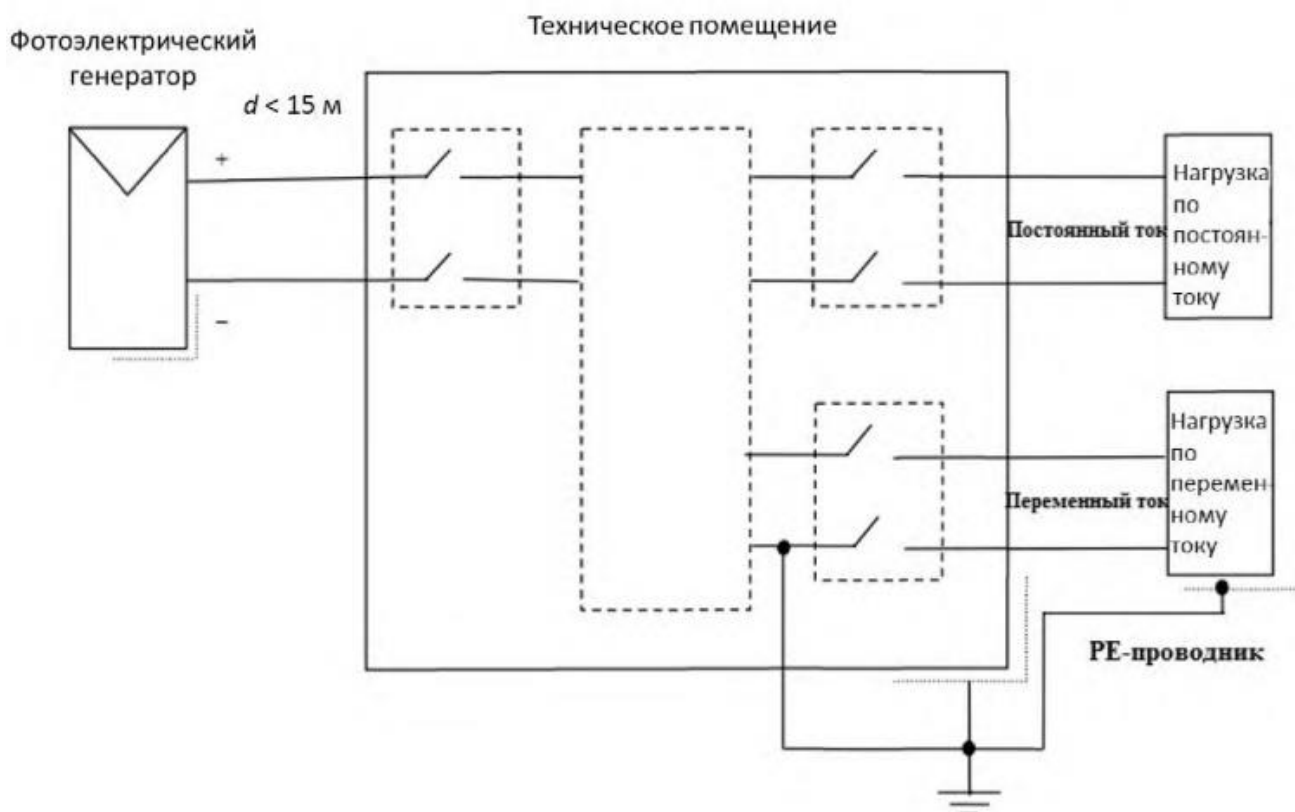 Техническое помещение
Фотоэлектрический
генератор
d < 15 м
+
−
Нагрузка
по
постоян-
ному
току
Постоянный ток
Нагрузка
по
перемен-
ному
току
Переменный ток
РЕ-проводник